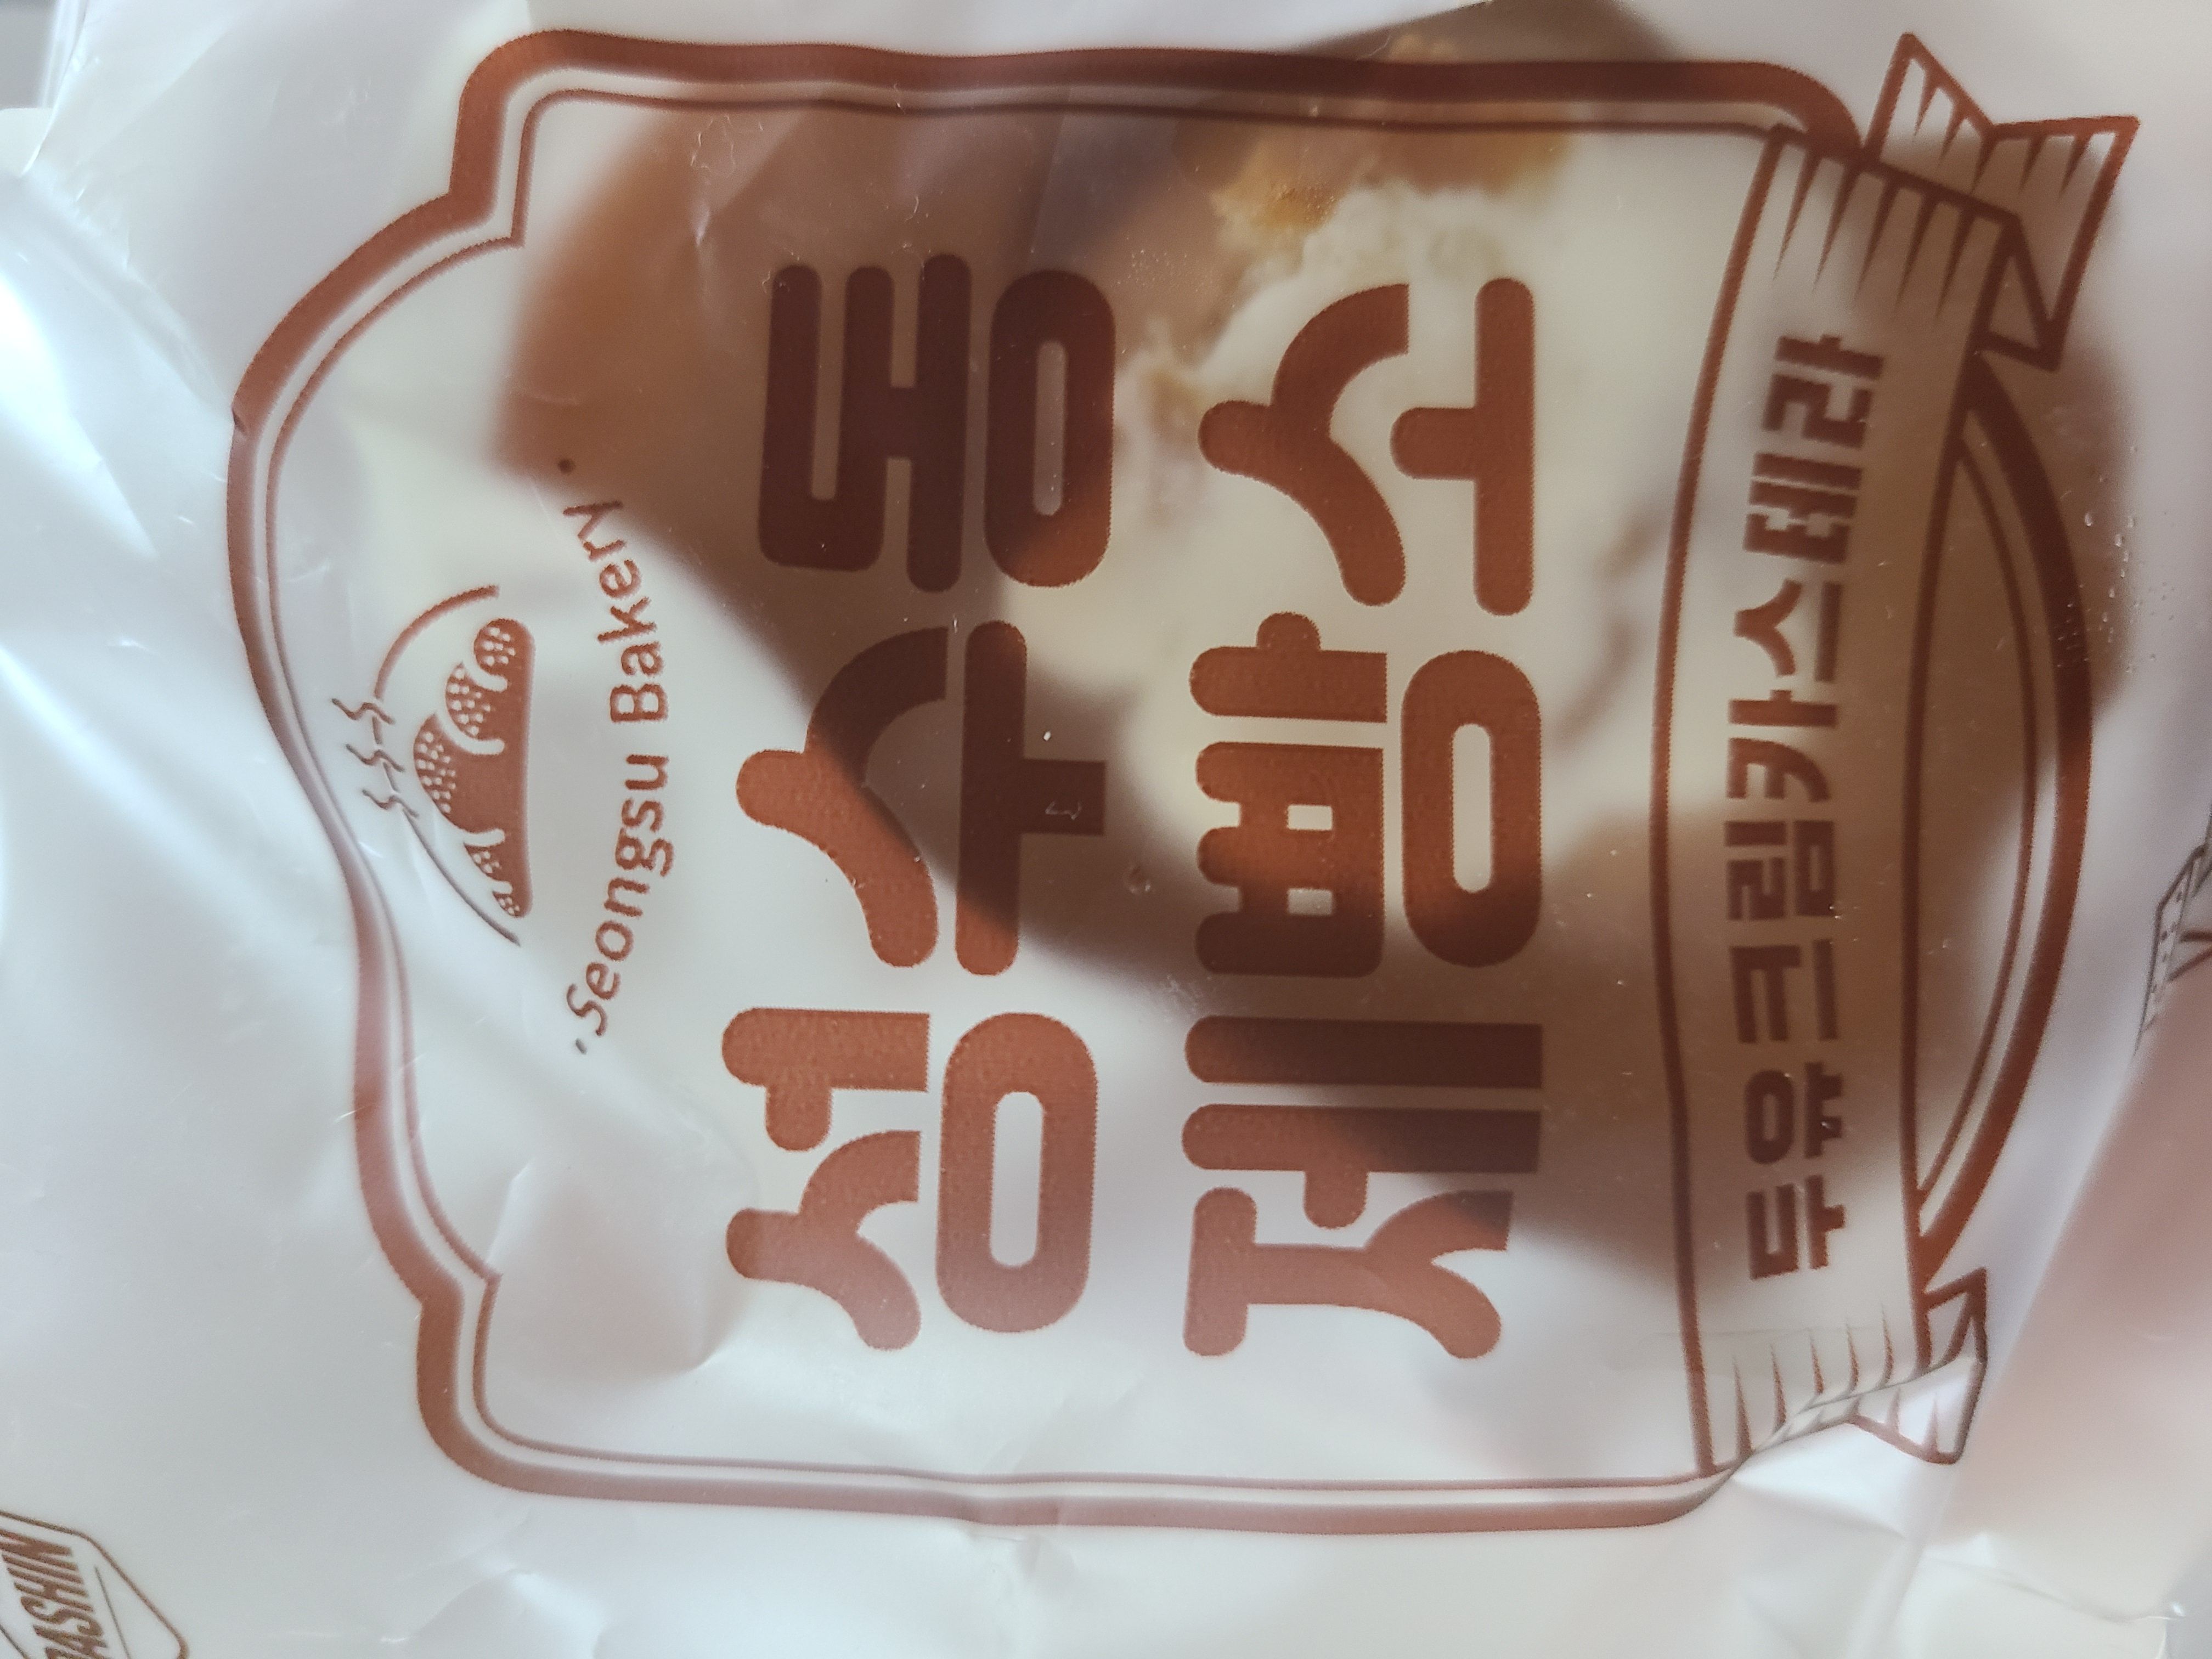 ·Seongsu Bakery·
성수동
제빵소
두유크림카스테라